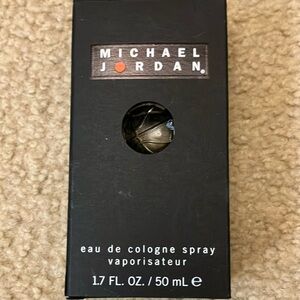 MICHAEL
JORDAN.
eau de cologne spray
vaporisateur
1.7 FL. OZ. / 50 mL ℮